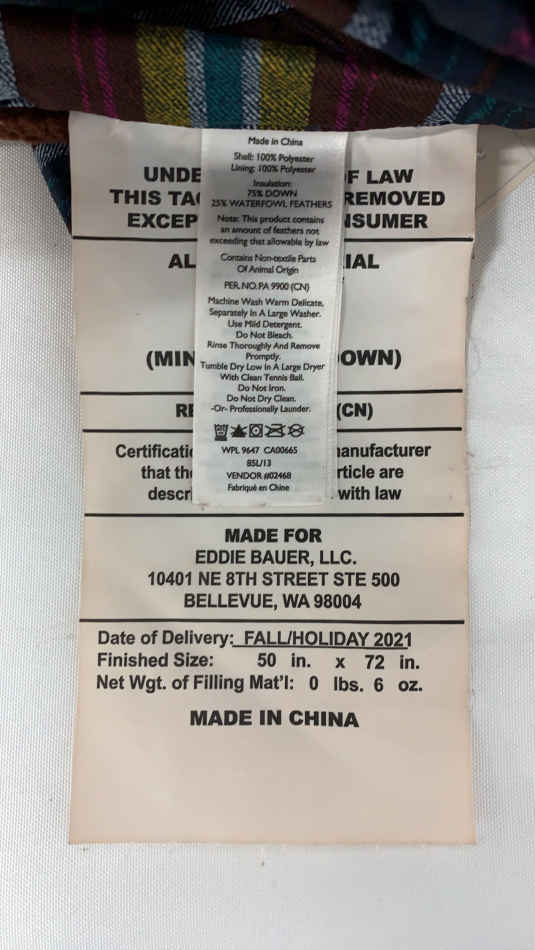 Made in China
Shell: 100% Polyester
Lining: 100% Polyester
Insulation:
75% DOWN
25% WATERFOWL FEATHERS
Note: This product contains
an amount of feathers not
exceeding that allowable by law
Contains Non-textile Parts
Of Animal Origin
PER. NO. PA 9900 (CN)
Machine Wash Warm Delicate,
Separately In A Large Washer.
Use Mild Detergent.
Do Not Bleach.
Rinse Thoroughly And Remove
Promptly.
Tumble Dry Low In A Large Dryer
With Clean Tennis Ball.
Do Not Iron.
Do Not Dry Clean.
-Or- Professionally Launder.
WPL 9647 CA00665
BSL/13
VENDOR #02468
Fabriqué en Chine
UNDE F LAW
THIS TA REMOVED
EXCEP NSUMER
AL IAL
(MIN OWN)
RE (CN)
Certificati anufacturer
that th rticle are
descri with law
MADE FOR
EDDIE BAUER, LLC.
10401 NE 8TH STREET STE 500
BELLEVUE, WA 98004
Date of Delivery: FALL/HOLIDAY 2021
Finished Size: 50 in. x 72 in.
Net Wgt. of Filling Mat'l: 0 lbs. 6 oz.
MADE IN CHINA